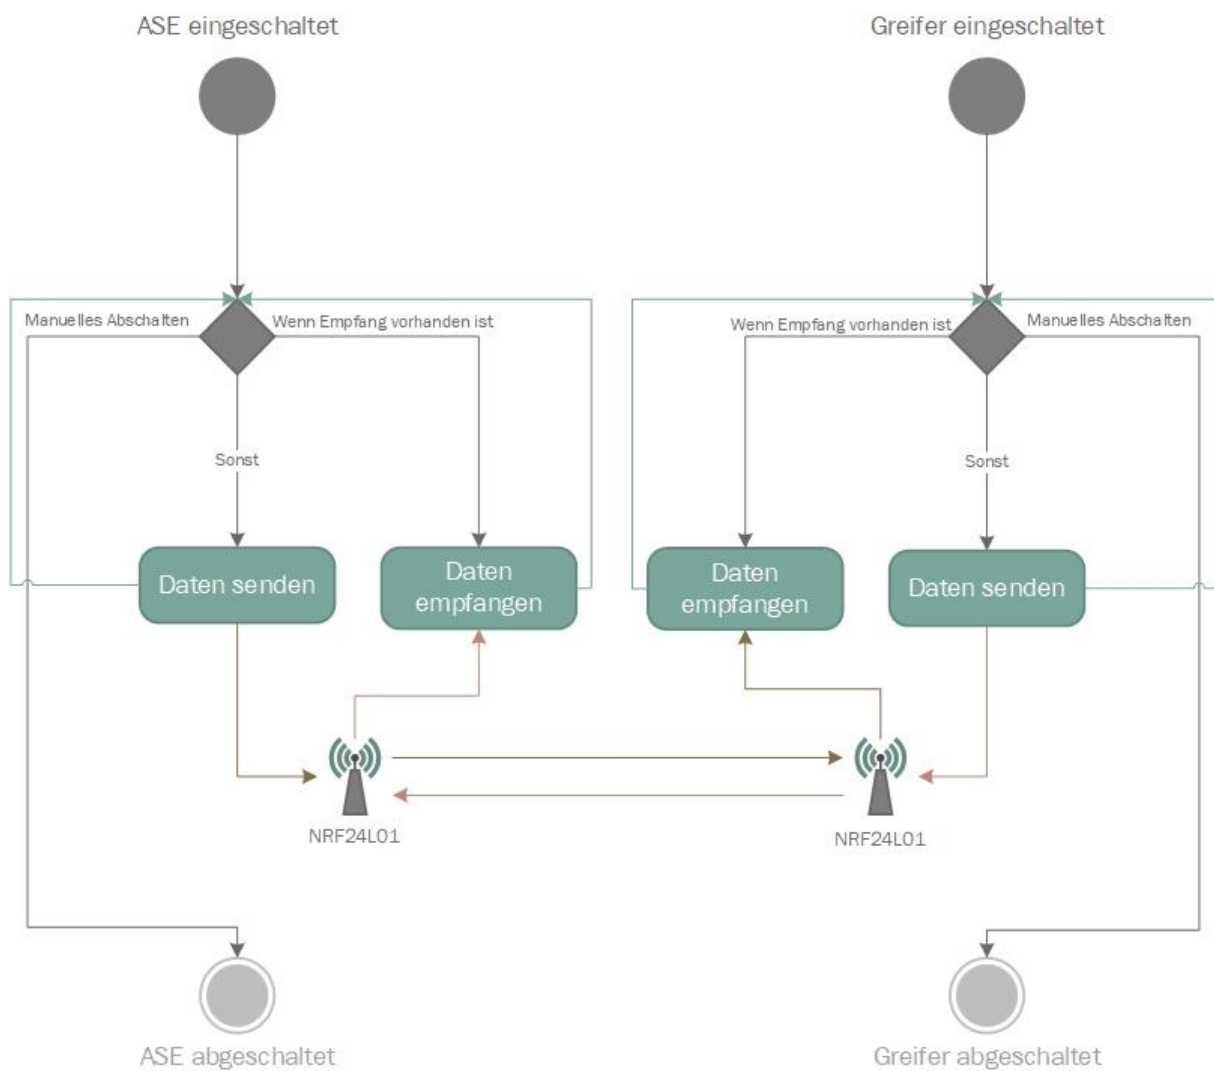 ASE eingeschaltet
Greifer eingeschaltet
Manuelles Abschalten
Wenn Empfang vorhanden ist
Wenn Empfang vorhanden ist
Manuelles Abschalten
Sonst
Sonst
Daten senden
Daten
empfangen
Daten
empfangen
Daten senden
NRF24L01
NRF24L01
ASE abgeschaltet
Greifer abgeschaltet